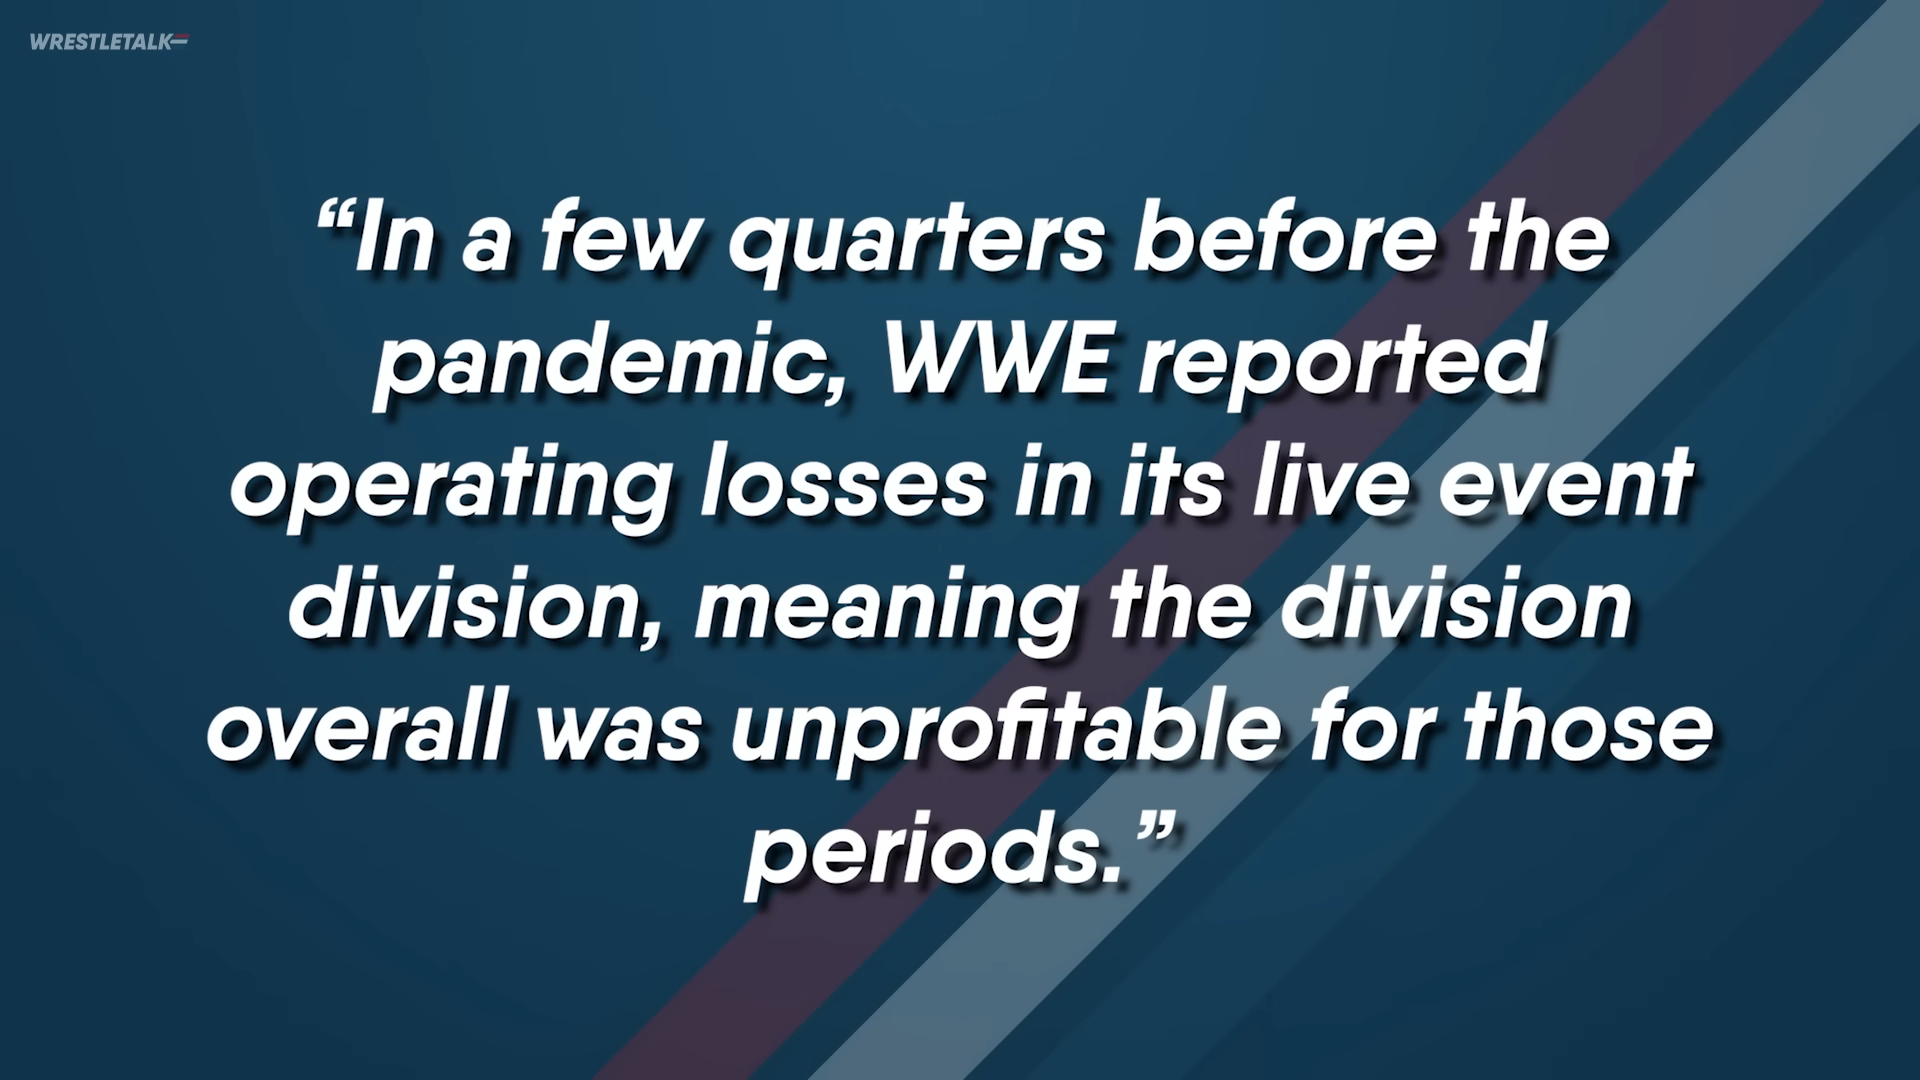 WRESTLETALK
“In a few quarters before the
pandemic, WWE reported
operating losses in its live event
division, meaning the division
overall was unprofitable for those
periods.”